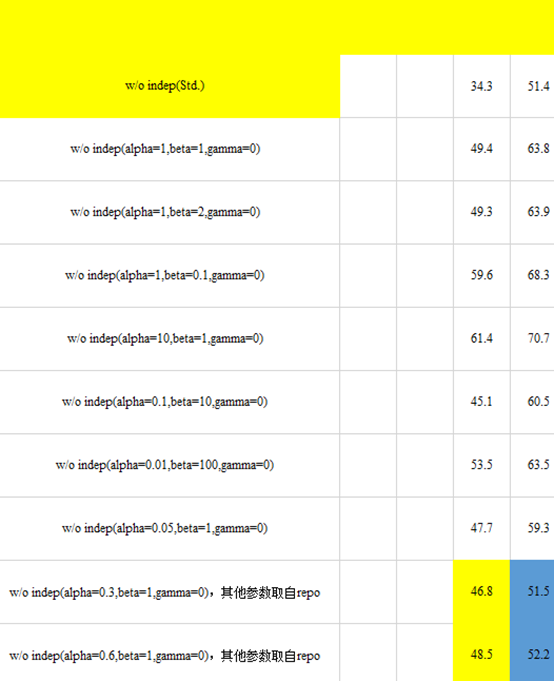 w/o indep(Std.) 34.3 51.4
w/o indep(alpha=1,beta=1,gamma=0) 49.4 63.8
w/o indep(alpha=1,beta=2,gamma=0) 49.3 63.9
w/o indep(alpha=1,beta=0.1,gamma=0) 59.6 68.3
w/o indep(alpha=10,beta=1,gamma=0) 61.4 70.7
w/o indep(alpha=0.1,beta=10,gamma=0) 45.1 60.5
w/o indep(alpha=0.01,beta=100,gamma=0) 53.5 63.5
w/o indep(alpha=0.05,beta=1,gamma=0) 47.7 59.3
w/o indep(alpha=0.3,beta=1,gamma=0)，其他参数取自repo 46.8 51.5
w/o indep(alpha=0.6,beta=1,gamma=0)，其他参数取自repo 48.5 52.2